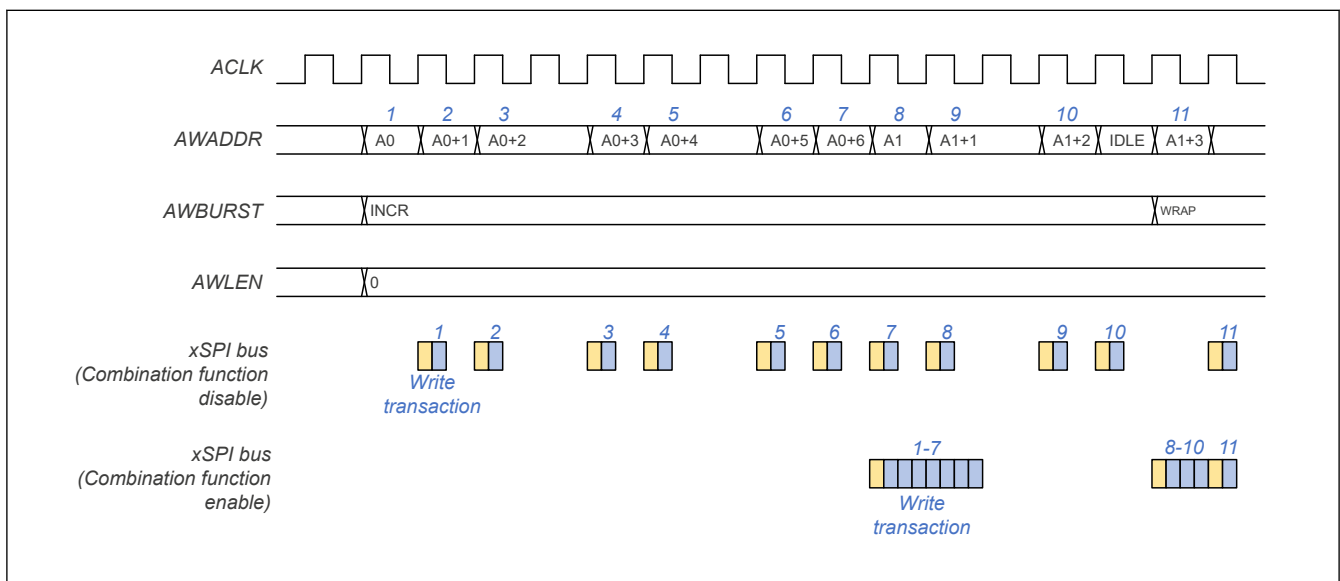 ACLK
1 2 3 4 5 6 7 8 9 10 11
AWADDR A0 A0+1 A0+2 A0+3 A0+4 A0+5 A0+6 A1 A1+1 A1+2 IDLE A1+3
AWBURST INCR WRAP
AWLEN 0
xSPI bus 1 2 3 4 5 6 7 8 9 10 11
(Combination function
disable)
Write
transaction
xSPI bus 1-7 8-10 11
(Combination function
enable)
Write
transaction